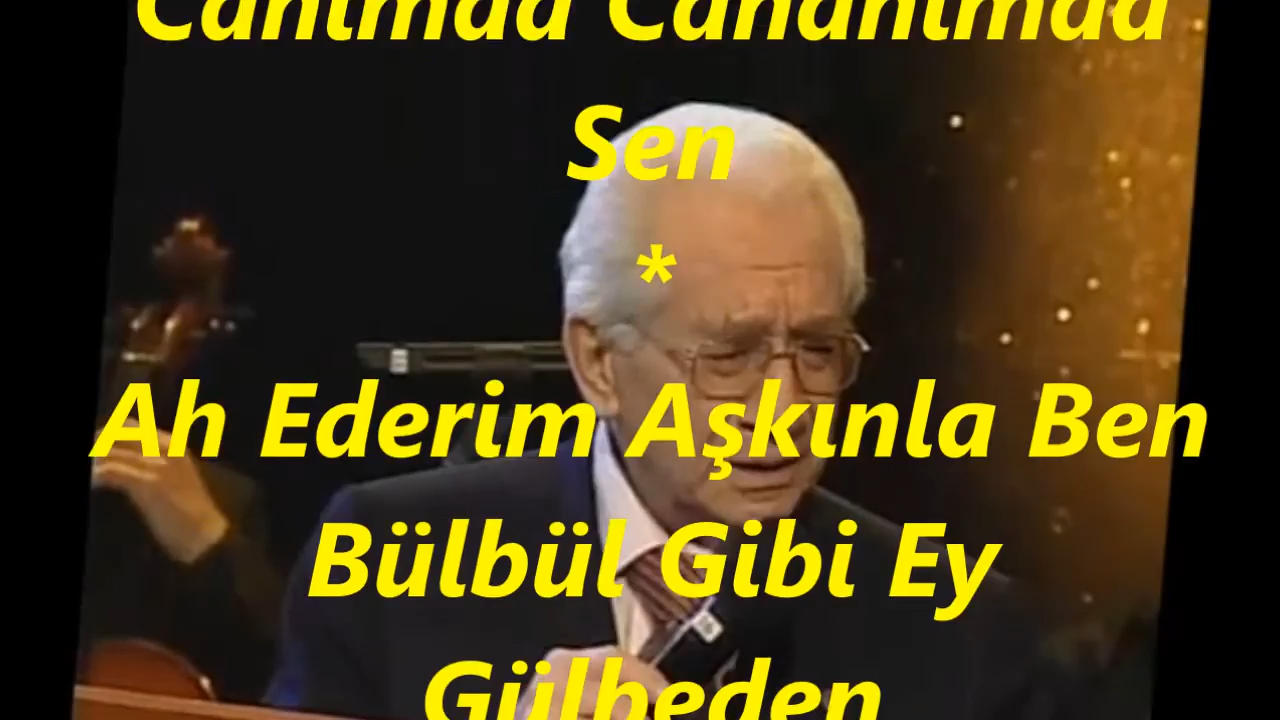 Canımda Cananımda
Sen
*
Ah Ederim Aşkınla Ben
Bülbül Gibi Ey
Gülbeden